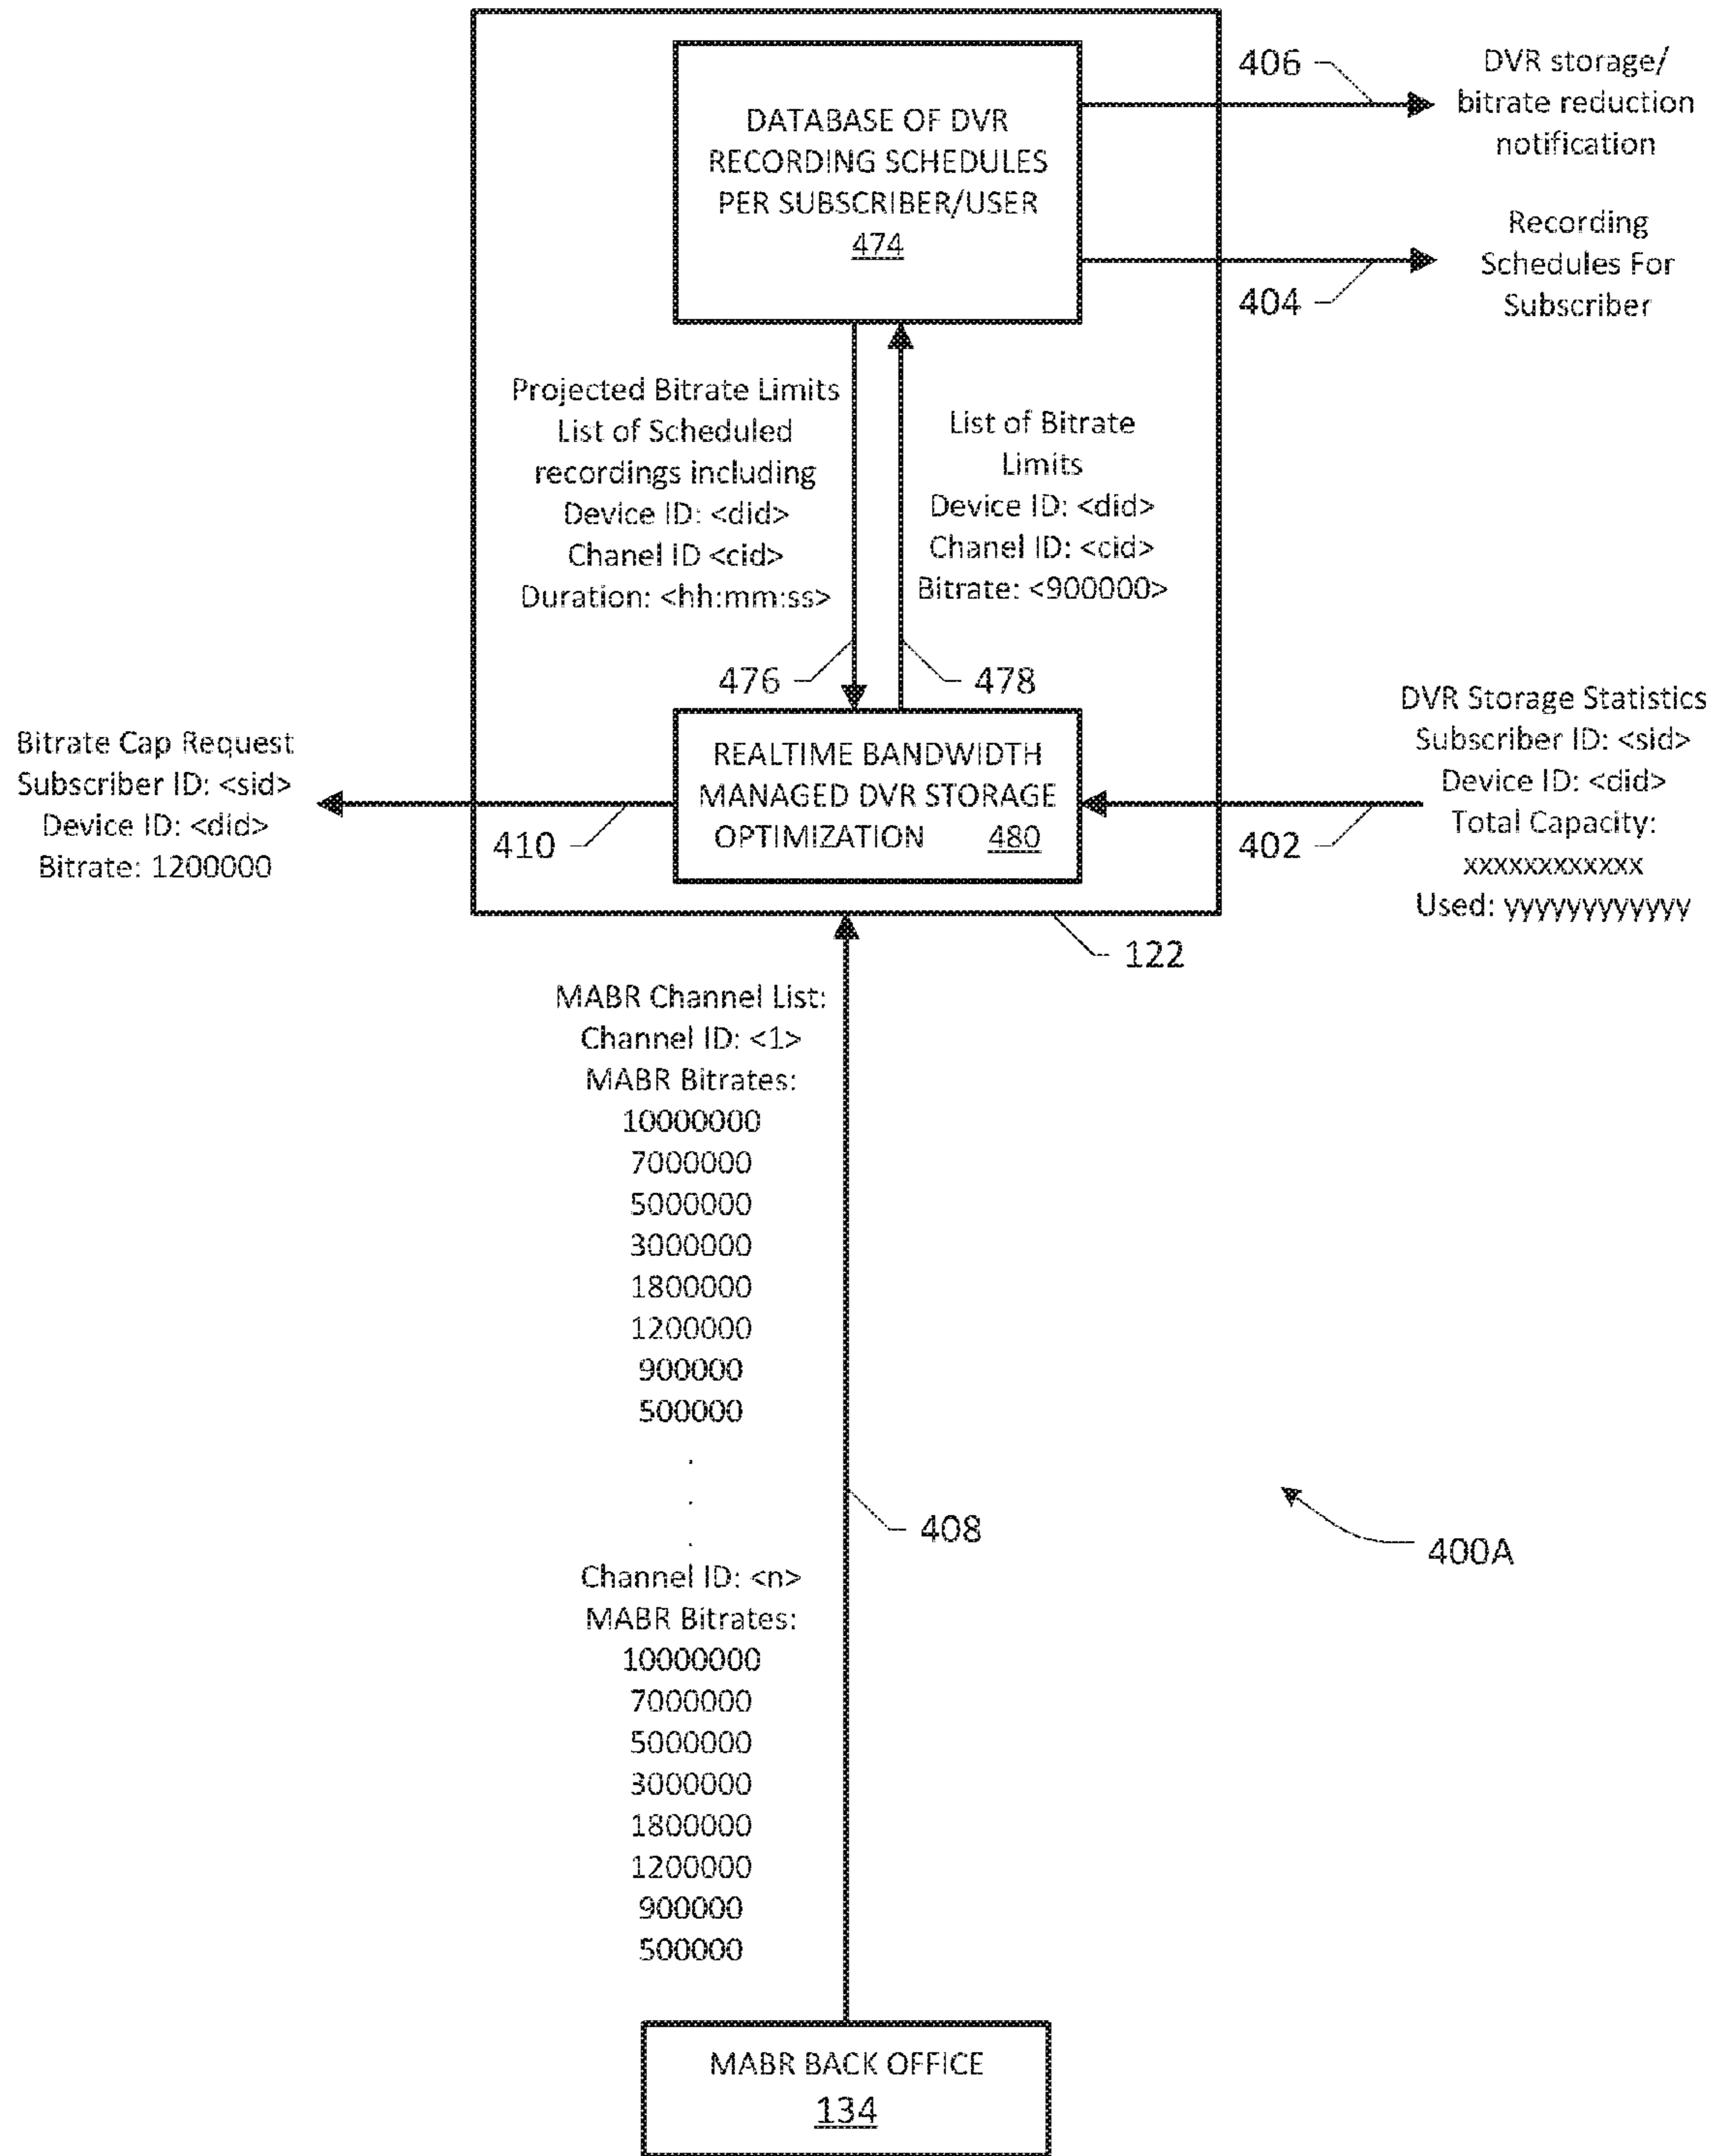 DATABASE OF DVR
RECORDING SCHEDULES
PER SUBSCRIBER/USER
474
406
DVR storage/
bitrate reduction
notification
404
Recording
Schedules For
Subscriber
Projected Bitrate Limits
List of Scheduled
recordings including
Device ID: <did>
Chanel ID <cid>
Duration: <hh:mm:ss>
476
List of Bitrate
Limits
Device ID: <did>
Chanel ID: <cid>
Bitrate: <900000>
478
Bitrate Cap Request
Subscriber ID: <sid>
Device ID: <did>
Bitrate: 1200000
410
REALTIME BANDWIDTH
MANAGED DVR STORAGE
OPTIMIZATION 480
402
DVR Storage Statistics
Subscriber ID: <sid>
Device ID: <did>
Total Capacity:
xxxxxxxxxxxx
Used: yyyyyyyyyyyy
122
MABR Channel List:
Channel ID: <1>
MABR Bitrates:
10000000
7000000
5000000
3000000
1800000
1200000
900000
500000
.
.
.
408
400A
Channel ID: <n>
MABR Bitrates:
10000000
7000000
5000000
3000000
1800000
1200000
900000
500000
MABR BACK OFFICE
134